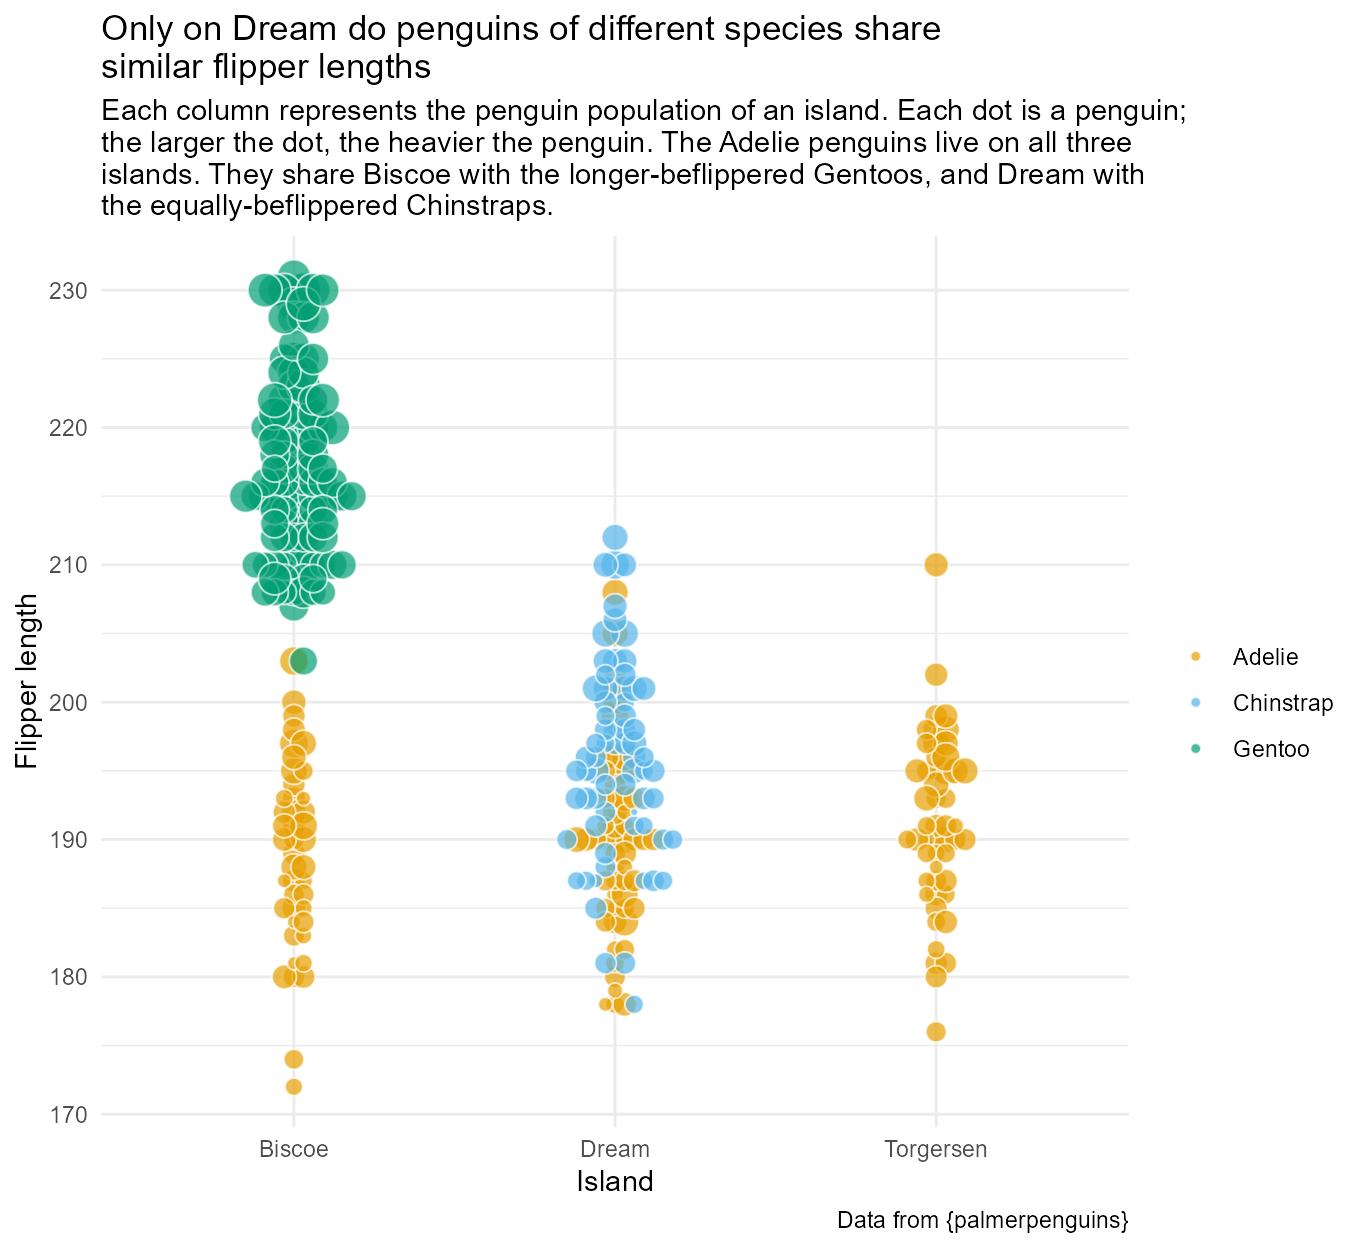 Only on Dream do penguins of different species share
similar flipper lengths
Each column represents the penguin population of an island. Each dot is a penguin;
the larger the dot, the heavier the penguin. The Adelie penguins live on all three
islands. They share Biscoe with the longer-beflippered Gentoos, and Dream with
the equally-beflippered Chinstraps.
Flipper length
230
220
210
200
190
180
170
Biscoe
Dream
Torgersen
Island
Adelie
Chinstrap
Gentoo
Data from {palmerpenguins}